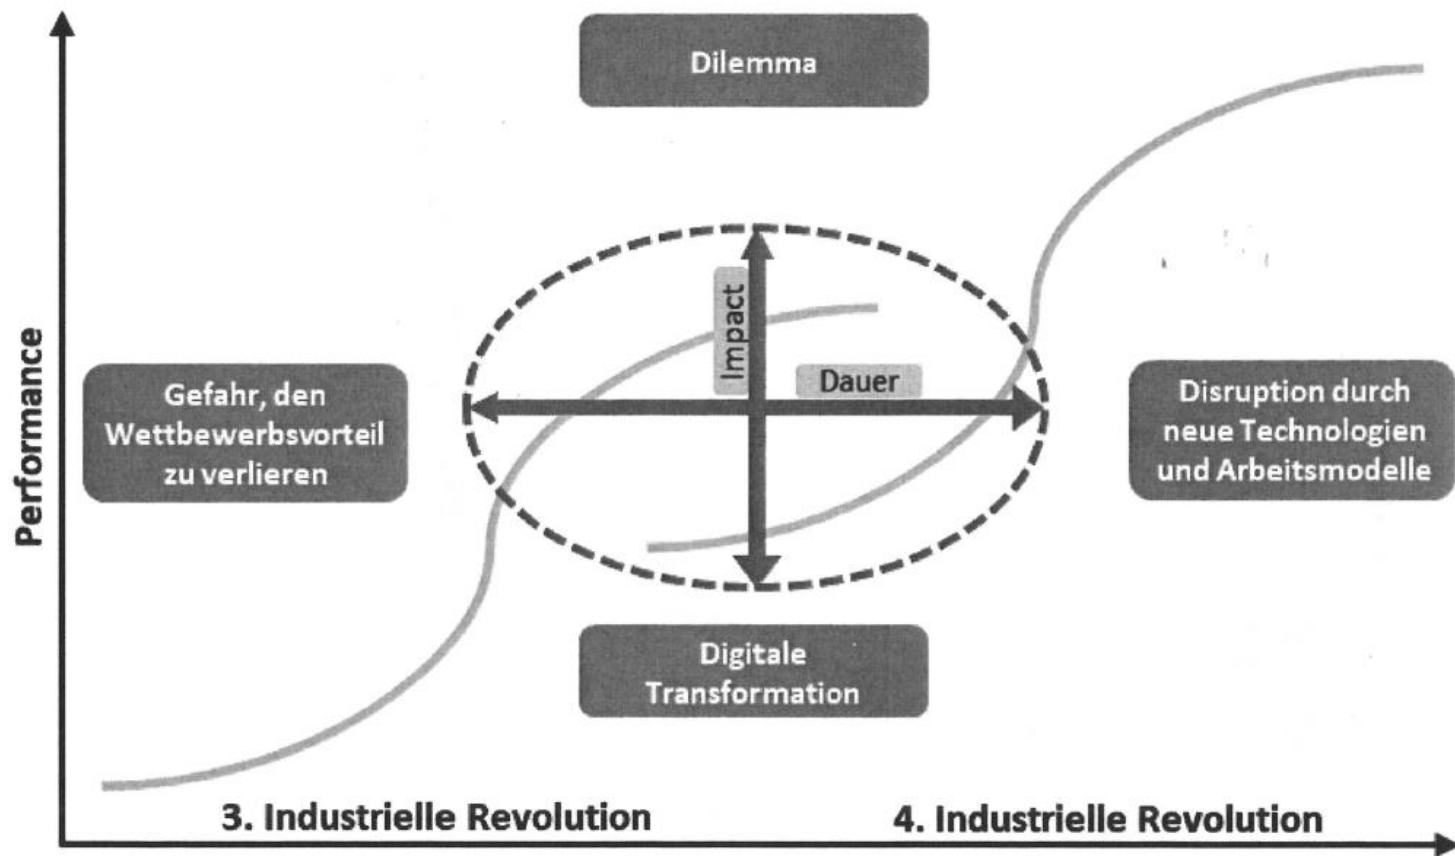 Dilemma
Performance
Impact
Dauer
Gefahr, den
Wettbewerbsvorteil
zu verlieren
Disruption durch
neue Technologien
und Arbeitsmodelle
Digitale
Transformation
3. Industrielle Revolution
4. Industrielle Revolution